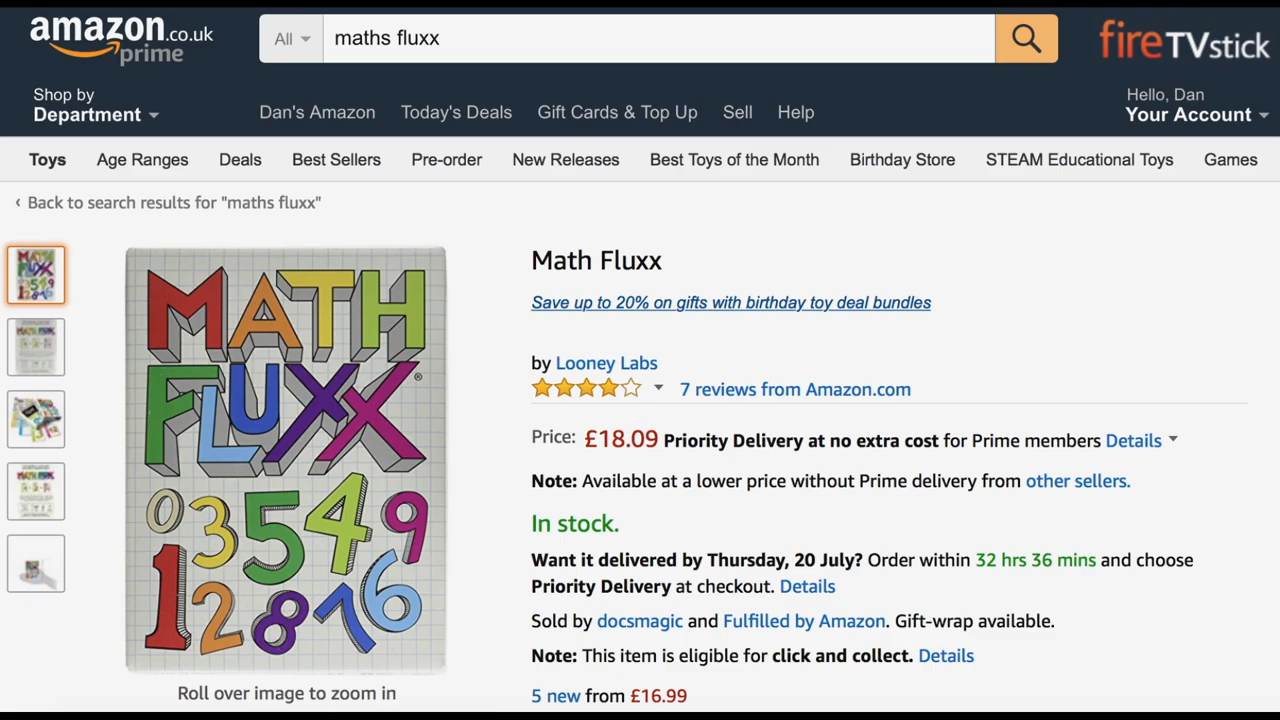 amazon.co.uk
prime
All
maths fluxx
fireTVstick
Shop by
Department
Dan's Amazon Today's Deals Gift Cards & Top Up Sell Help
Hello, Dan
Your Account
Toys Age Ranges Deals Best Sellers Pre-order New Releases Best Toys of the Month Birthday Store STEAM Educational Toys Games
‹ Back to search results for "maths fluxx"
MATH
FLUXX®
0 3 5 4 9
1 2 8 7 6
Roll over image to zoom in
Math Fluxx
Save up to 20% on gifts with birthday toy deal bundles
by Looney Labs
7 reviews from Amazon.com
Price: £18.09 Priority Delivery at no extra cost for Prime members Details
Note: Available at a lower price without Prime delivery from other sellers.
In stock.
Want it delivered by Thursday, 20 July? Order within 32 hrs 36 mins and choose
Priority Delivery at checkout. Details
Sold by docsmagic and Fulfilled by Amazon. Gift-wrap available.
Note: This item is eligible for click and collect. Details
5 new from £16.99